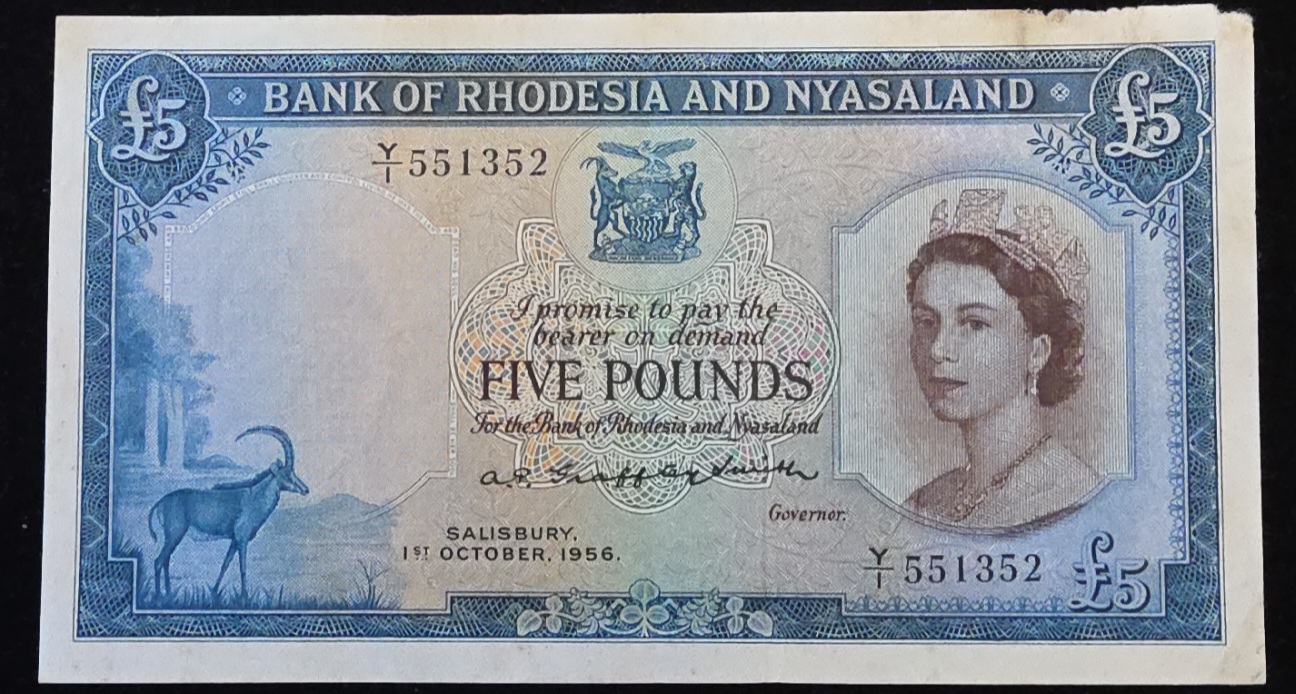 £5 BANK OF RHODESIA AND NYASALAND £5
Y/1 551352
I promise to pay the
bearer on demand
FIVE POUNDS
For the Bank of Rhodesia and Nyasaland
Governor.
SALISBURY,
1ST OCTOBER, 1956.
Y/1 551352 £5